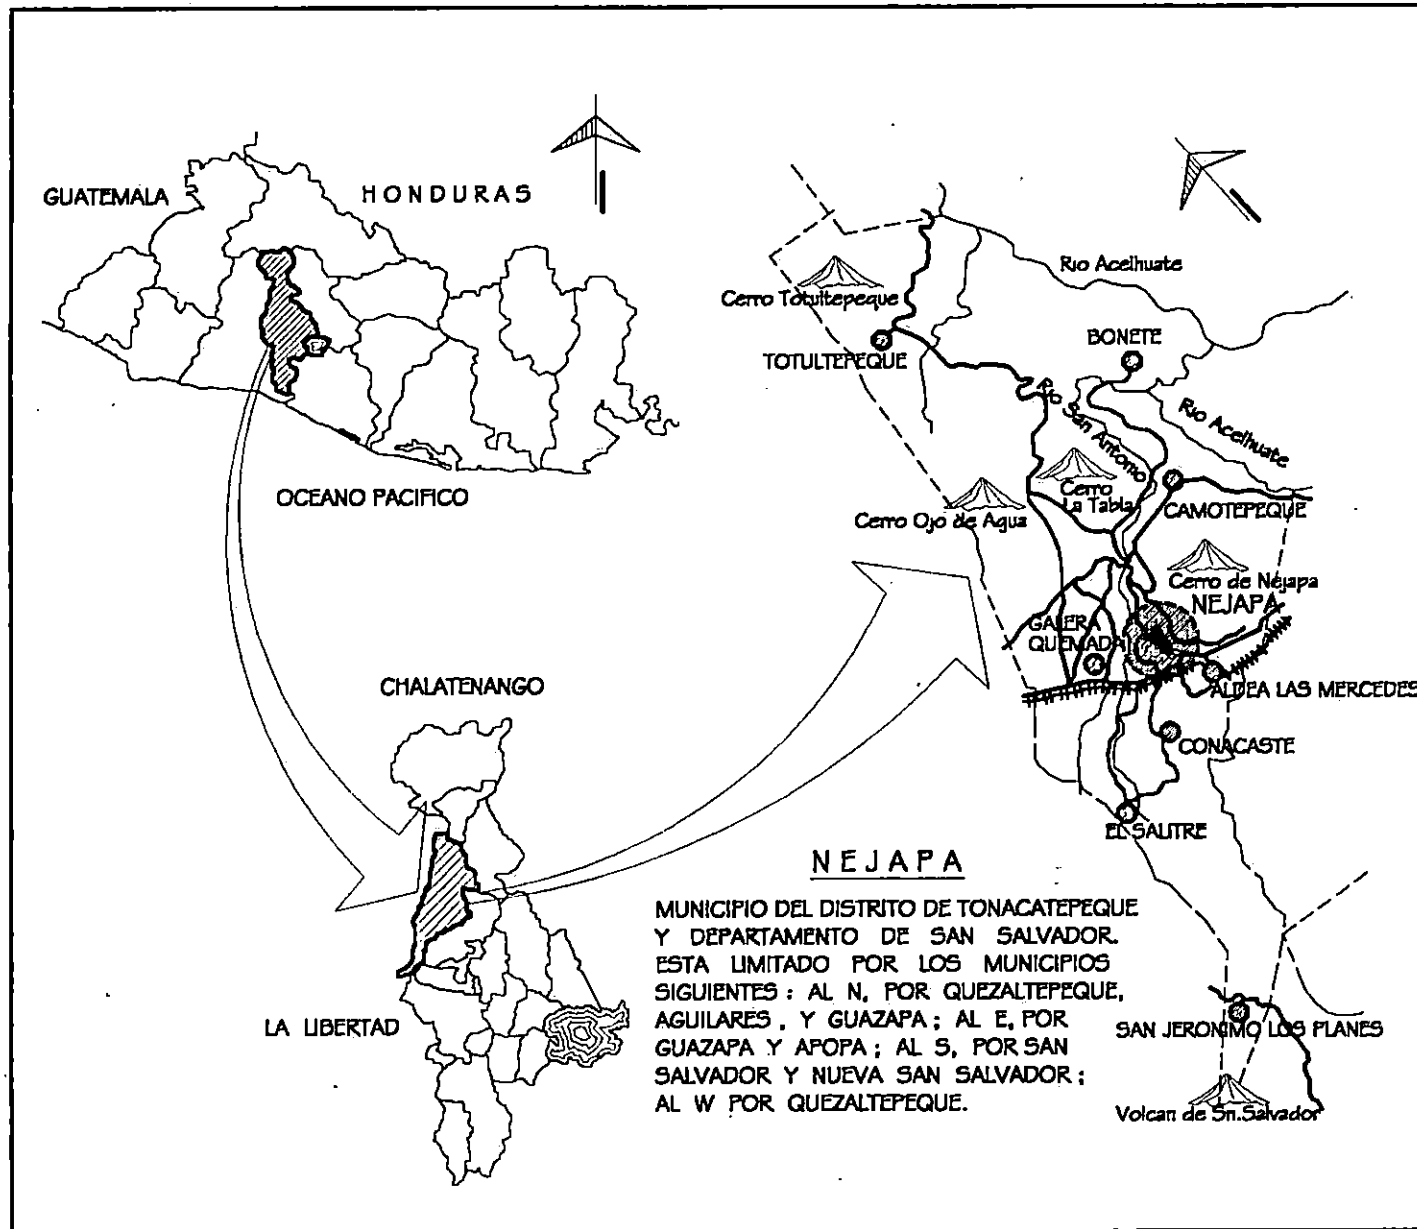 GUATEMALA
HONDURAS
OCEANO PACIFICO
CHALATENANGO
LA LIBERTAD
Rio Acelhuate
Cerro Totultepeque
TOTULTEPEQUE
BONETE
Rio San Antonio
Rio Acelhuate
Cerro
La Tabla
Cerro Ojo de Agua
CAMOTEPEQUE
Cerro de Nejapa
NEJAPA
GALERA
QUEMADA
ALDEA LAS MERCEDES
CONACASTE
EL SALITRE
SAN JERONIMO LOS PLANES
Volcan de Sn.Salvador
NEJAPA
MUNICIPIO DEL DISTRITO DE TONACATEPEQUE
Y DEPARTAMENTO DE SAN SALVADOR.
ESTA LIMITADO POR LOS MUNICIPIOS
SIGUIENTES : AL N, POR QUEZALTEPEQUE,
AGUILARES , Y GUAZAPA ; AL E, POR
GUAZAPA Y APOPA ; AL S, POR SAN
SALVADOR Y NUEVA SAN SALVADOR ;
AL W POR QUEZALTEPEQUE.